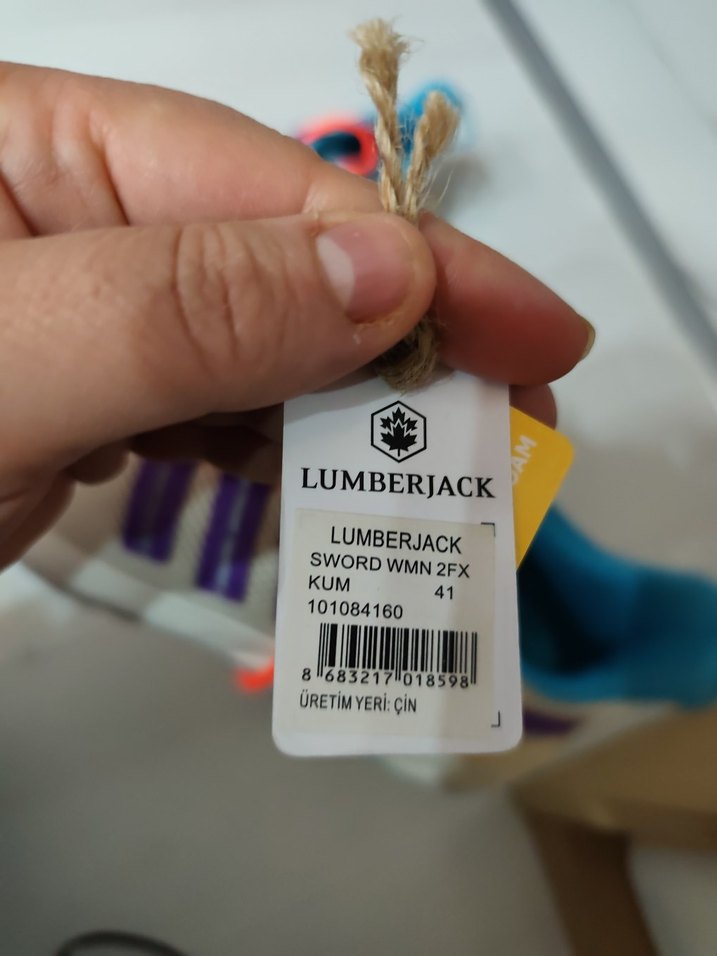 LUMBERJACK
LUMBERJACK
SWORD WMN 2FX
KUM 41
101084160
8 683217 018598
ÜRETİM YERİ: ÇİN